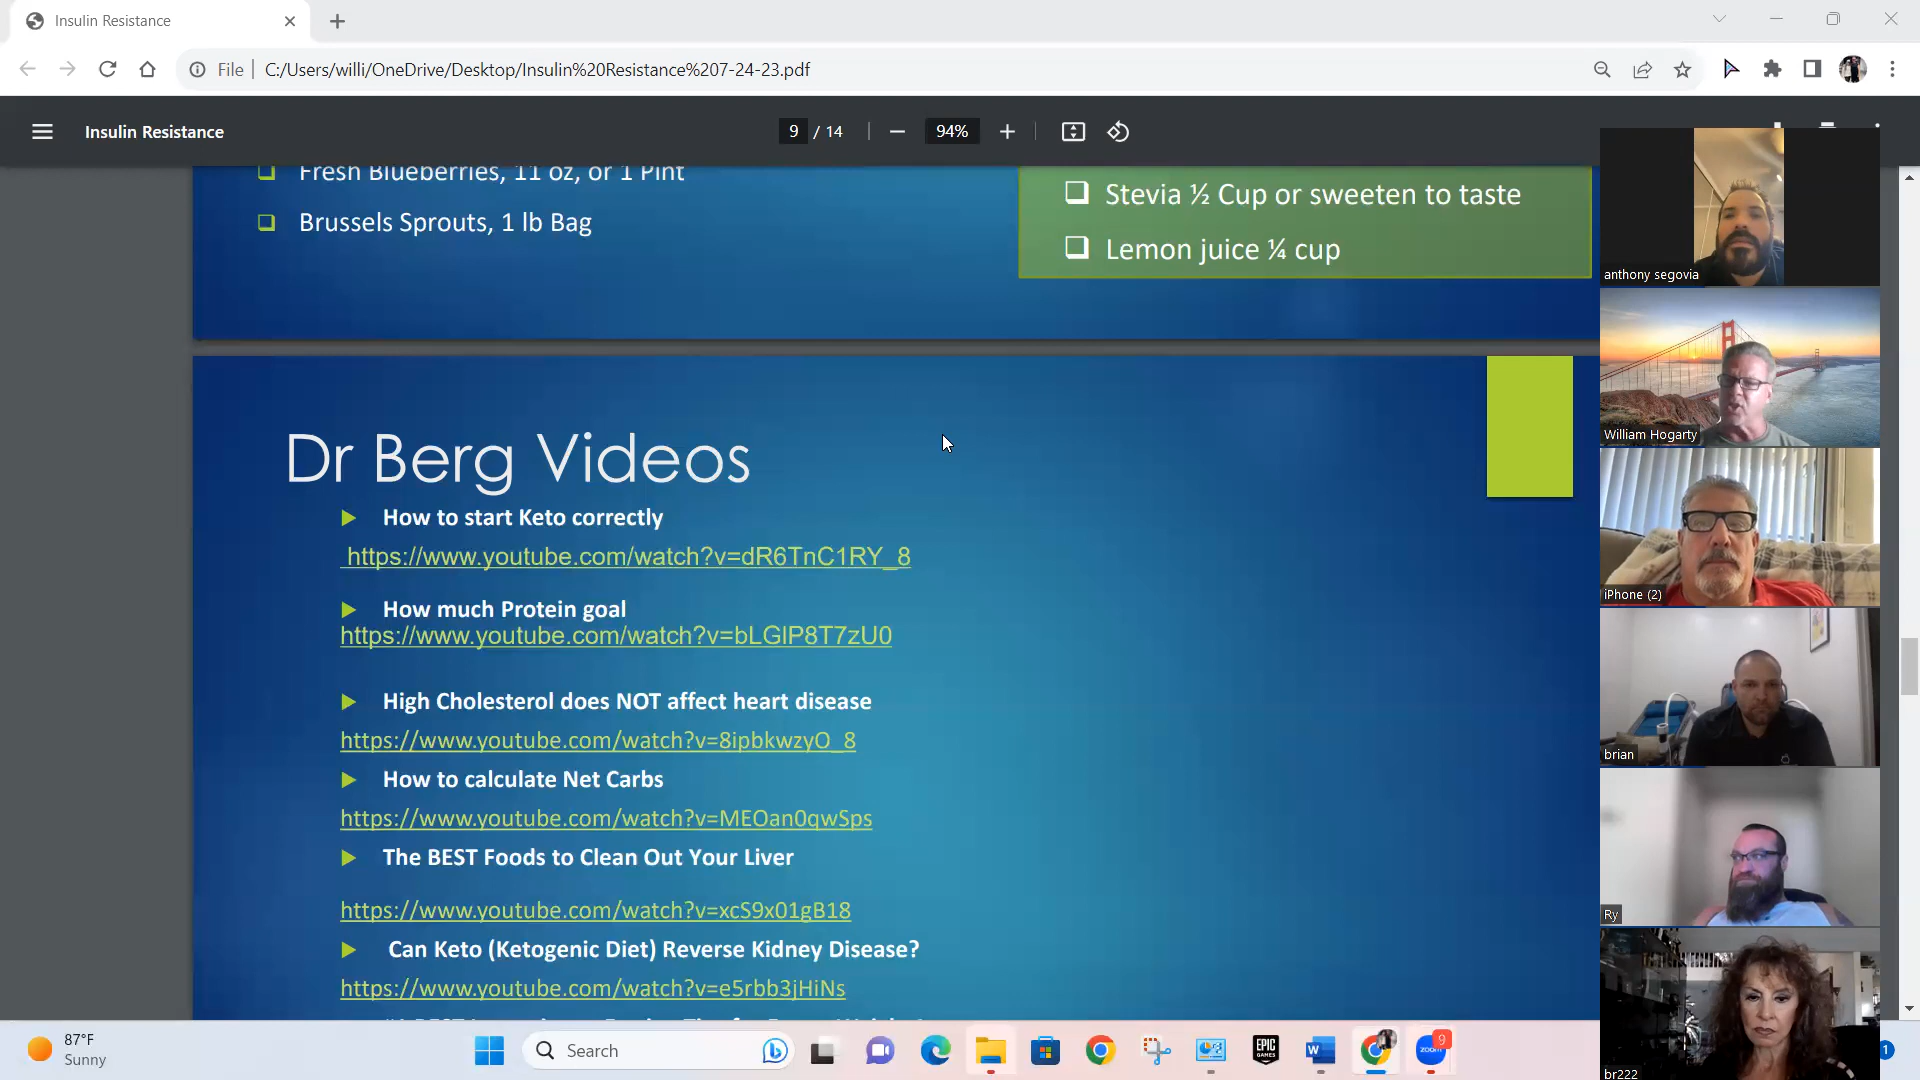 Insulin Resistance
File
C:/Users/willi/OneDrive/Desktop/Insulin%20Resistance%207-24-23.pdf
Insulin Resistance
9 / 14
94%
Fresh Blueberries, 11 oz, or 1 Pint
Brussels Sprouts, 1 lb Bag
Stevia ½ Cup or sweeten to taste
Lemon juice ¼ cup
Dr Berg Videos
How to start Keto correctly
https://www.youtube.com/watch?v=dR6TnC1RY_8
How much Protein goal
https://www.youtube.com/watch?v=bLGlP8T7zU0
High Cholesterol does NOT affect heart disease
https://www.youtube.com/watch?v=8ipbkwzyO_8
How to calculate Net Carbs
https://www.youtube.com/watch?v=MEOan0qwSps
The BEST Foods to Clean Out Your Liver
https://www.youtube.com/watch?v=xcS9x01gB18
Can Keto (Ketogenic Diet) Reverse Kidney Disease?
https://www.youtube.com/watch?v=e5rbb3jHiNs
anthony segovia
William Hogarty
iPhone (2)
brian
Ry
br222
87°F
Sunny
Search
EPIC
GAMES
W
zoom
9
1